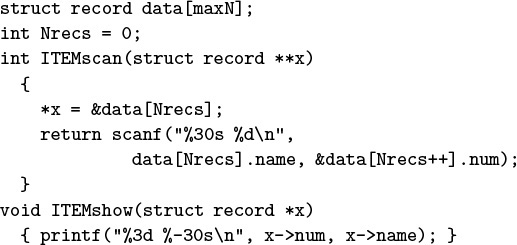 struct record data[maxN];
int Nrecs = 0;
int ITEMscan(struct record **x)
  {
    *x = &data[Nrecs];
    return scanf("%30s %d\n",
             data[Nrecs].name, &data[Nrecs++].num);
  }
void ITEMshow(struct record *x)
  { printf("%3d %-30s\n", x->num, x->name); }